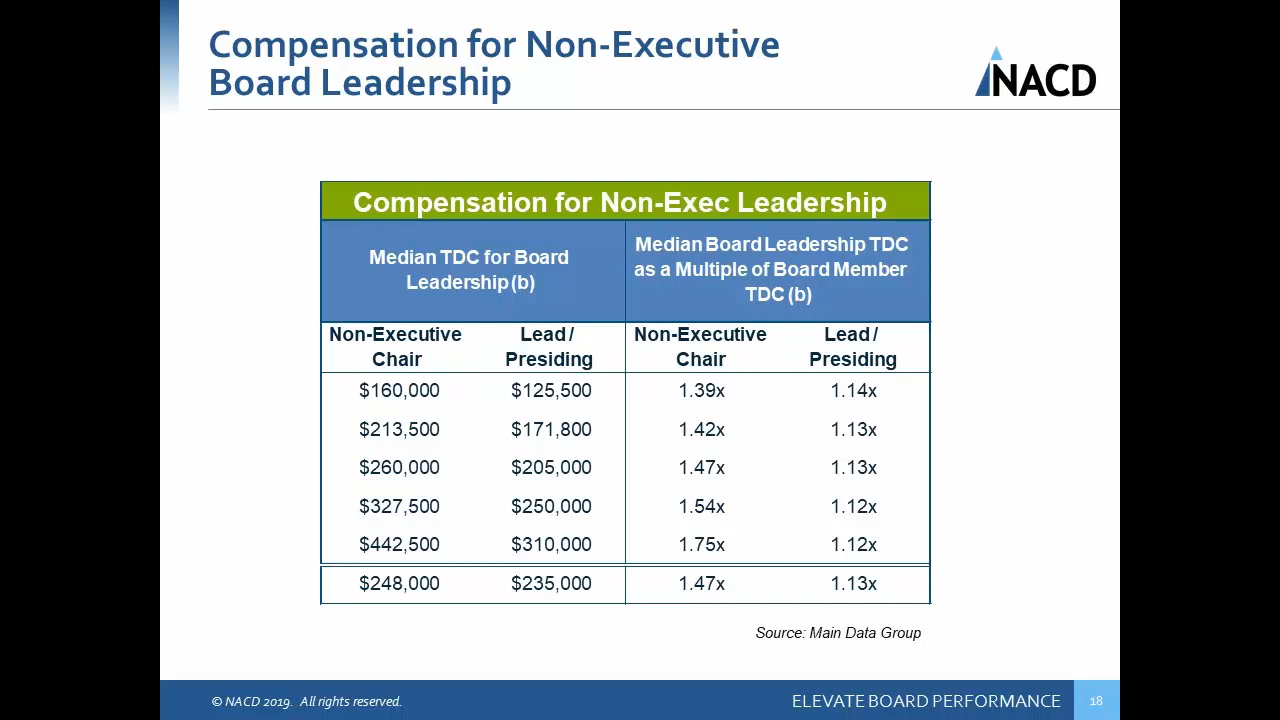 Compensation for Non-Executive
Board Leadership
NACD
Compensation for Non-Exec Leadership
Median TDC for Board
Leadership (b)
Median Board Leadership TDC
as a Multiple of Board Member
TDC (b)
Non-Executive
Chair
Lead /
Presiding
Non-Executive
Chair
Lead /
Presiding
$160,000 $125,500 1.39x 1.14x
$213,500 $171,800 1.42x 1.13x
$260,000 $205,000 1.47x 1.13x
$327,500 $250,000 1.54x 1.12x
$442,500 $310,000 1.75x 1.12x
$248,000 $235,000 1.47x 1.13x
Source: Main Data Group
© NACD 2019. All rights reserved.
ELEVATE BOARD PERFORMANCE
18